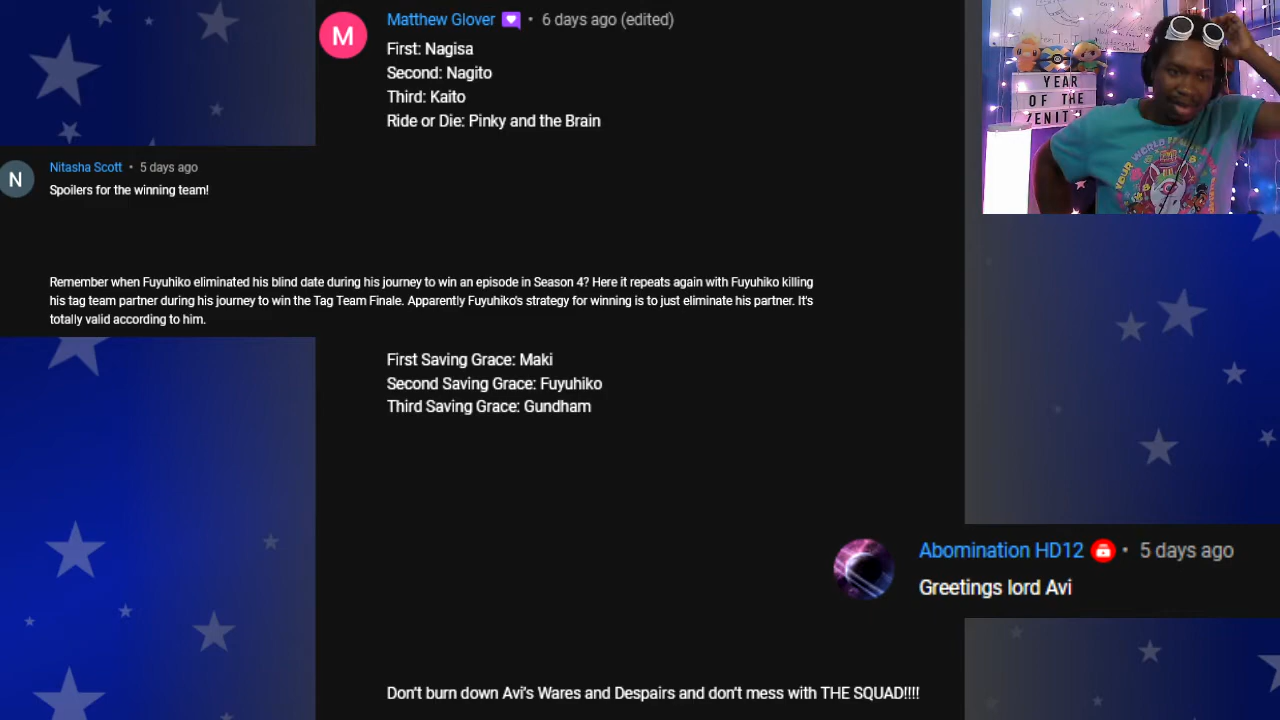 Matthew Glover • 6 days ago (edited)
M
First: Nagisa
Second: Nagito
Third: Kaito
Ride or Die: Pinky and the Brain
YEAR
OF THE
ZENITH
YOUR WORLD
N
Nitasha Scott • 5 days ago
Spoilers for the winning team!
Remember when Fuyuhiko eliminated his blind date during his journey to win an episode in Season 4? Here it repeats again with Fuyuhiko killing
his tag team partner during his journey to win the Tag Team Finale. Apparently Fuyuhiko's strategy for winning is to just eliminate his partner. It's
totally valid according to him.
First Saving Grace: Maki
Second Saving Grace: Fuyuhiko
Third Saving Grace: Gundham
Abomination HD12 • 5 days ago
Greetings lord Avi
Don't burn down Avi's Wares and Despairs and don't mess with THE SQUAD!!!!